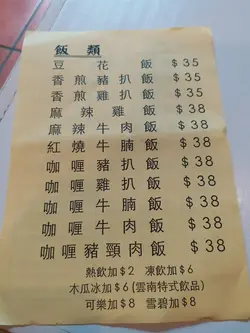 飯類
豆花飯 $35
香煎豬扒飯 $35
香煎雞扒飯 $35
麻辣雞飯 $38
麻辣牛肉飯 $38
紅燒牛腩飯 $38
咖喱豬扒飯 $38
咖喱雞扒飯 $38
咖喱牛腩飯 $38
咖喱牛肉飯 $38
咖喱豬頸肉飯 $38
熱飲加$2 凍飲加$6
木瓜冰加$6(雲南特式飲品)
可樂加$8 雪碧加$8